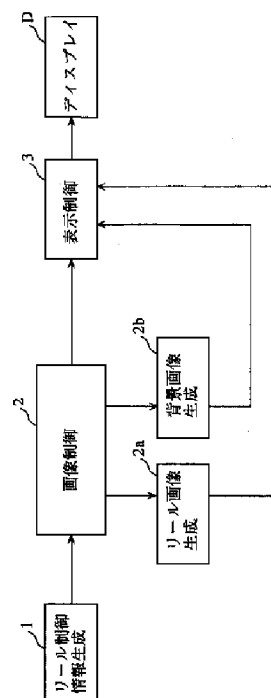 1
リール制御
情報生成
2
画像制御
2a
リール画像
生成
2b
背景画像
生成
3
表示制御
D
ディスプレイ